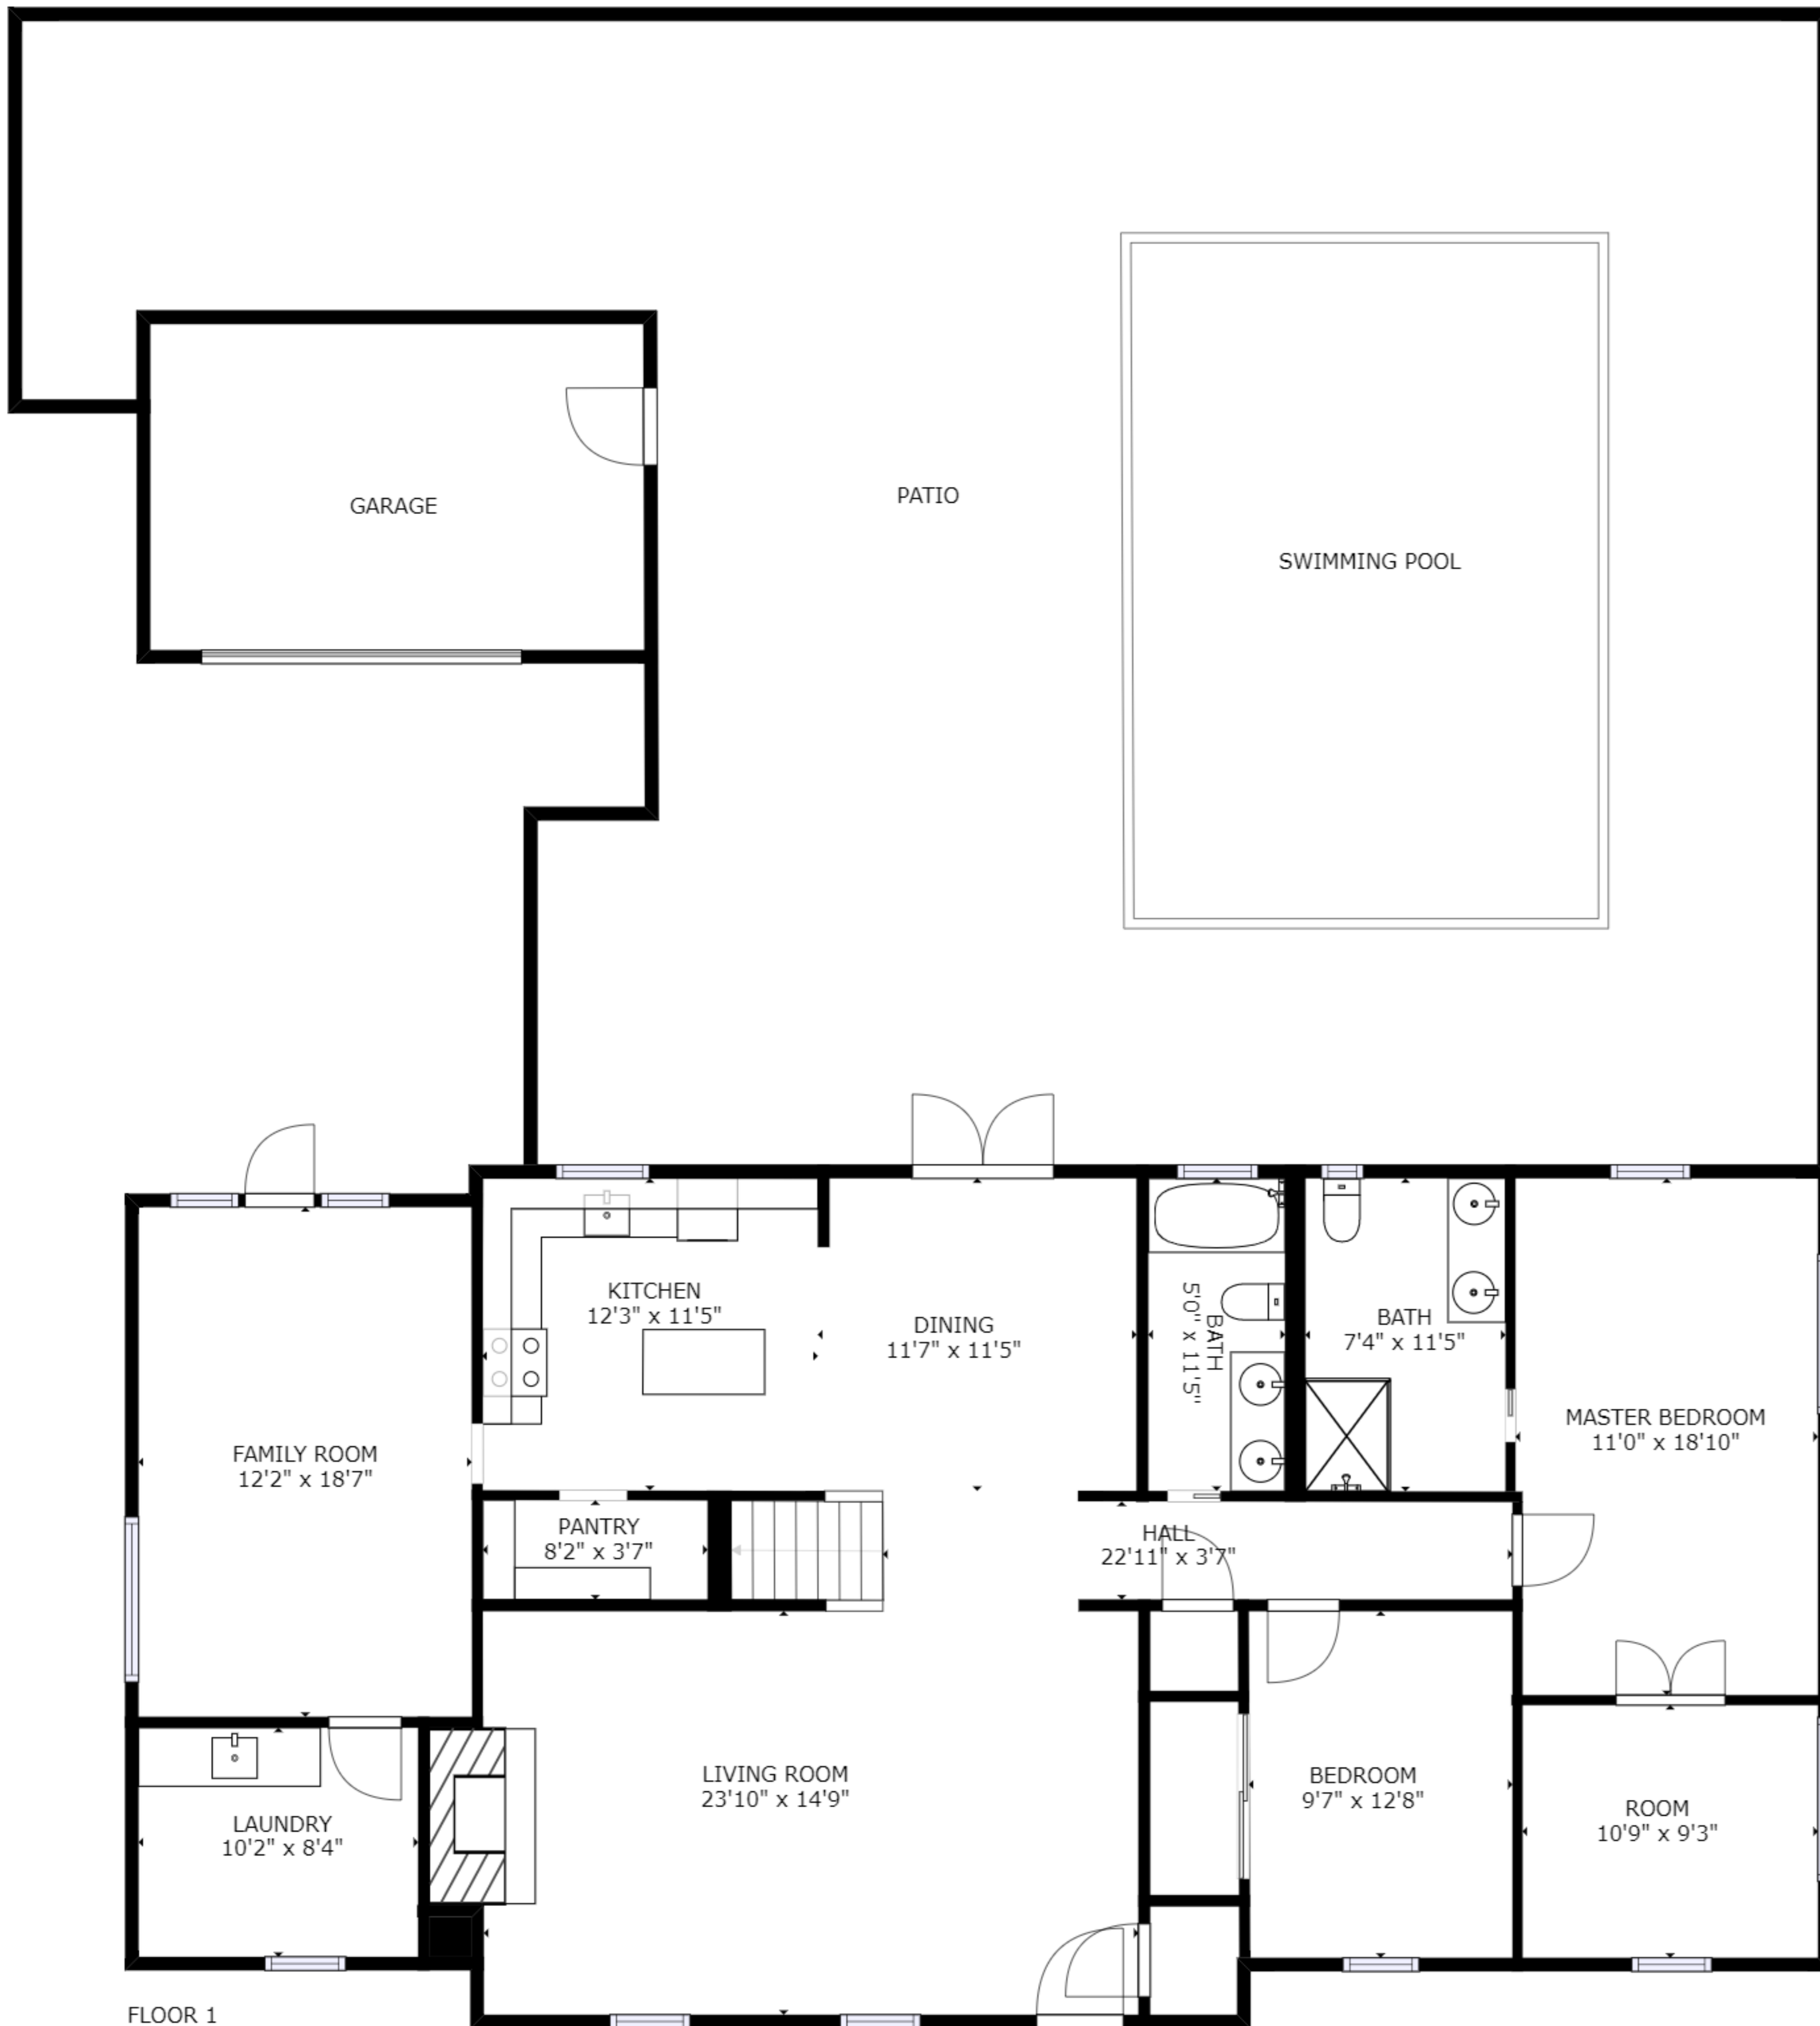 GARAGE
PATIO
SWIMMING POOL
KITCHEN
12'3" x 11'5"
DINING
11'7" x 11'5"
BATH
5'0" x 11'5"
BATH
7'4" x 11'5"
MASTER BEDROOM
11'0" x 18'10"
FAMILY ROOM
12'2" x 18'7"
PANTRY
8'2" x 3'7"
HALL
22'11" x 3'7"
LIVING ROOM
23'10" x 14'9"
BEDROOM
9'7" x 12'8"
ROOM
10'9" x 9'3"
LAUNDRY
10'2" x 8'4"
FLOOR 1